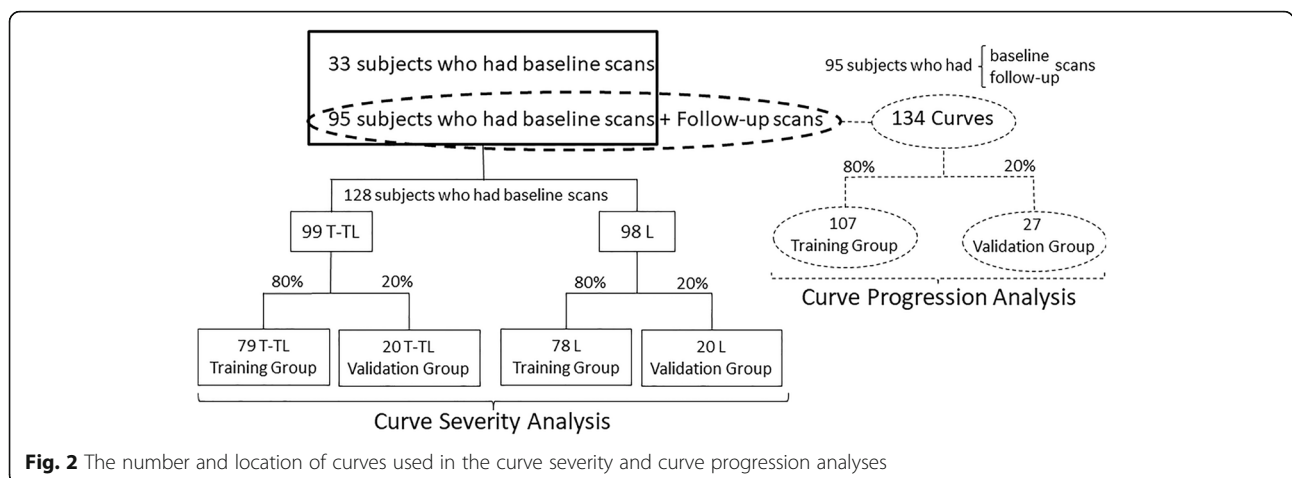 33 subjects who had baseline scans
95 subjects who had baseline scans + Follow-up scans
128 subjects who had baseline scans
99 T-TL
98 L
80%
20%
80%
20%
79 T-TL
Training Group
20 T-TL
Validation Group
78 L
Training Group
20 L
Validation Group
Curve Severity Analysis
95 subjects who had baseline scans
follow-up
134 Curves
80%
20%
107
Training Group
27
Validation Group
Curve Progression Analysis
Fig. 2 The number and location of curves used in the curve severity and curve progression analyses